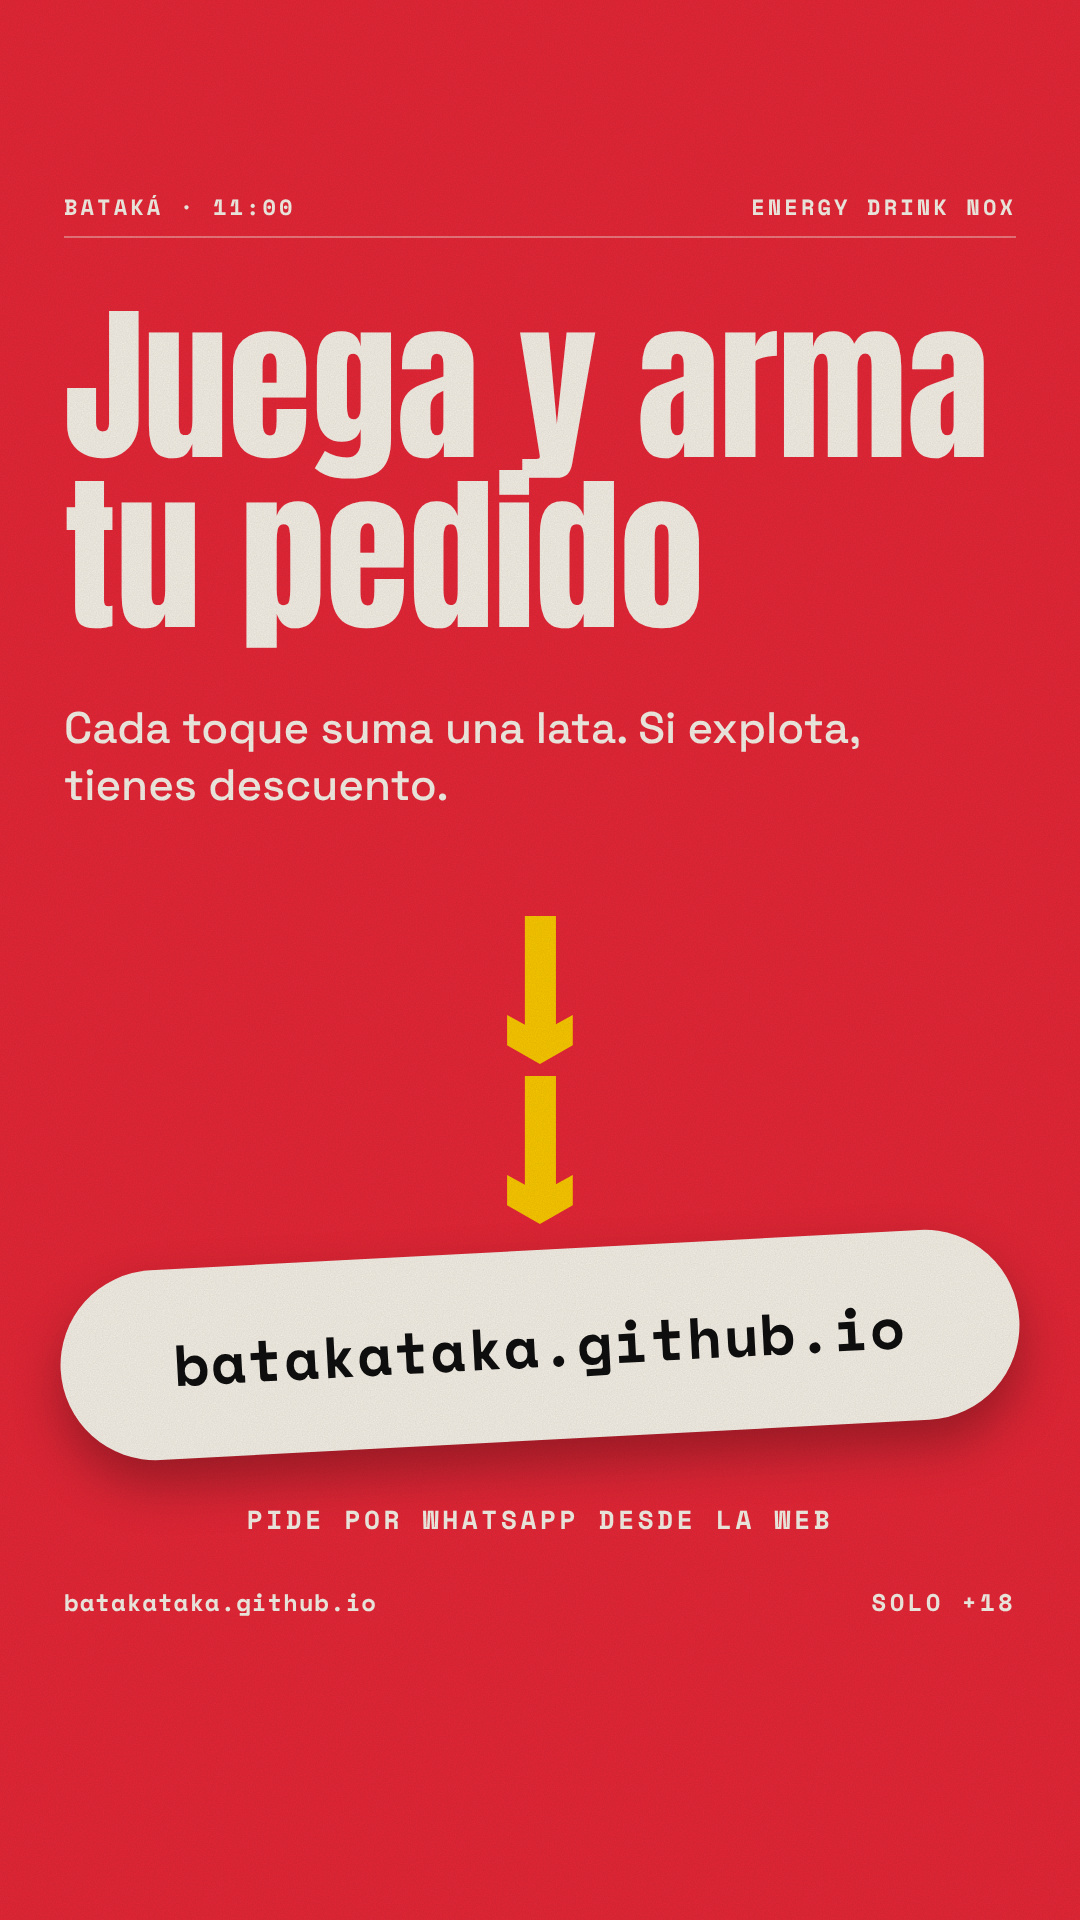 BATAKÁ · 11:00
ENERGY DRINK NOX
Juega y arma
tu pedido
Cada toque suma una lata. Si explota,
tienes descuento.
batakataka.github.io
PIDE POR WHATSAPP DESDE LA WEB
batakataka.github.io
SOLO +18